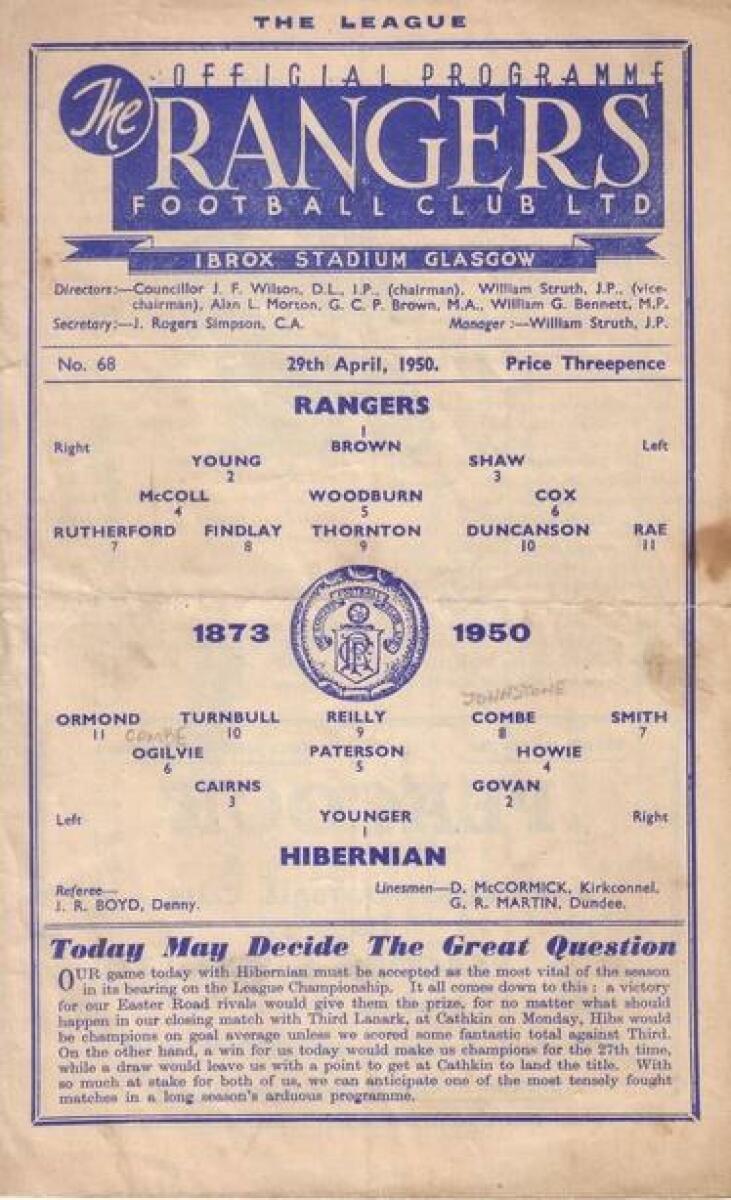 THE LEAGUE
OFFICIAL PROGRAMME
The RANGERS
FOOTBALL CLUB LTD
IBROX STADIUM GLASGOW
Directors:—Councillor J. F. Wilson, D.L., J.P., (chairman), William Struth, J.P., (vice-
chairman), Alan L. Morton, G. C. P. Brown, M.A., William G. Bennett, M.P.
Secretary:—J. Rogers Simpson, C.A. Manager :—William Struth, J.P.
No. 68 29th April, 1950. Price Threepence
RANGERS
1
Right BROWN Left
YOUNG SHAW
2 3
McCOLL WOODBURN COX
4 5 6
RUTHERFORD FINDLAY THORNTON DUNCANSON RAE
7 8 9 10 11
1873 1950
JOHNSTONE
ORMOND TURNBULL REILLY COMBE SMITH
11 COMBE 10 9 8 7
OGILVIE PATERSON HOWIE
6 5 4
CAIRNS GOVAN
3 2
Left YOUNGER Right
1
HIBERNIAN
Referee— Linesmen—D. McCORMICK, Kirkconnel.
J. R. BOYD, Denny. G. R. MARTIN, Dundee.
Today May Decide The Great Question
OUR game today with Hibernian must be accepted as the most vital of the season
in its bearing on the League Championship. It all comes down to this : a victory
for our Easter Road rivals would give them the prize, for no matter what should
happen in our closing match with Third Lanark, at Cathkin on Monday, Hibs would
be champions on goal average unless we scored some fantastic total against Third.
On the other hand, a win for us today would make us champions for the 27th time,
while a draw would leave us with a point to get at Cathkin to land the title. With
so much at stake for both of us, we can anticipate one of the most tensely fought
matches in a long season's arduous programme.